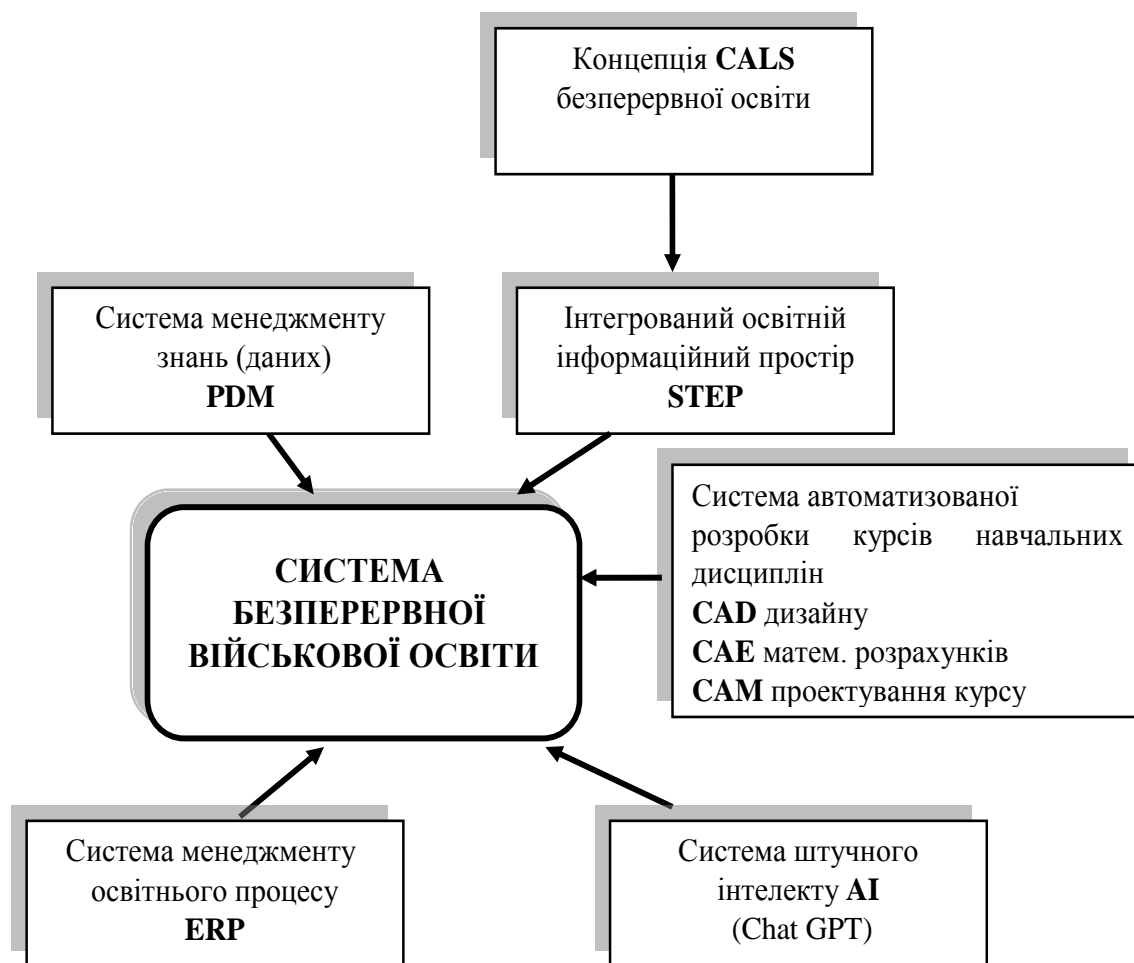 Концепція CALS
безперервної освіти
Система менеджменту
знань (даних)
PDM
Інтегрований освітній
інформаційний простір
STEP
Система автоматизованої
розробки курсів навчальних
дисциплін
CAD дизайну
CAE матем. розрахунків
CAM проектування курсу
СИСТЕМА
БЕЗПЕРЕРВНОЇ
ВІЙСЬКОВОЇ ОСВІТИ
Система менеджменту
освітнього процесу
ERP
Система штучного
інтелекту AI
(Chat GPT)